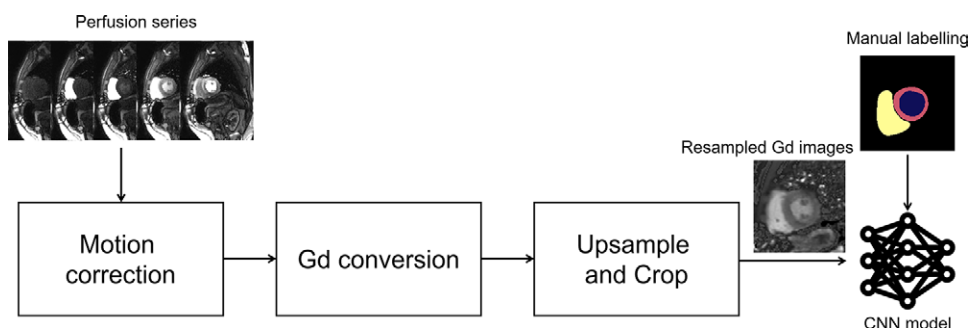 Perfusion series
Manual labelling
Resampled Gd images
Motion
correction
Gd conversion
Upsample
and Crop
CNN model